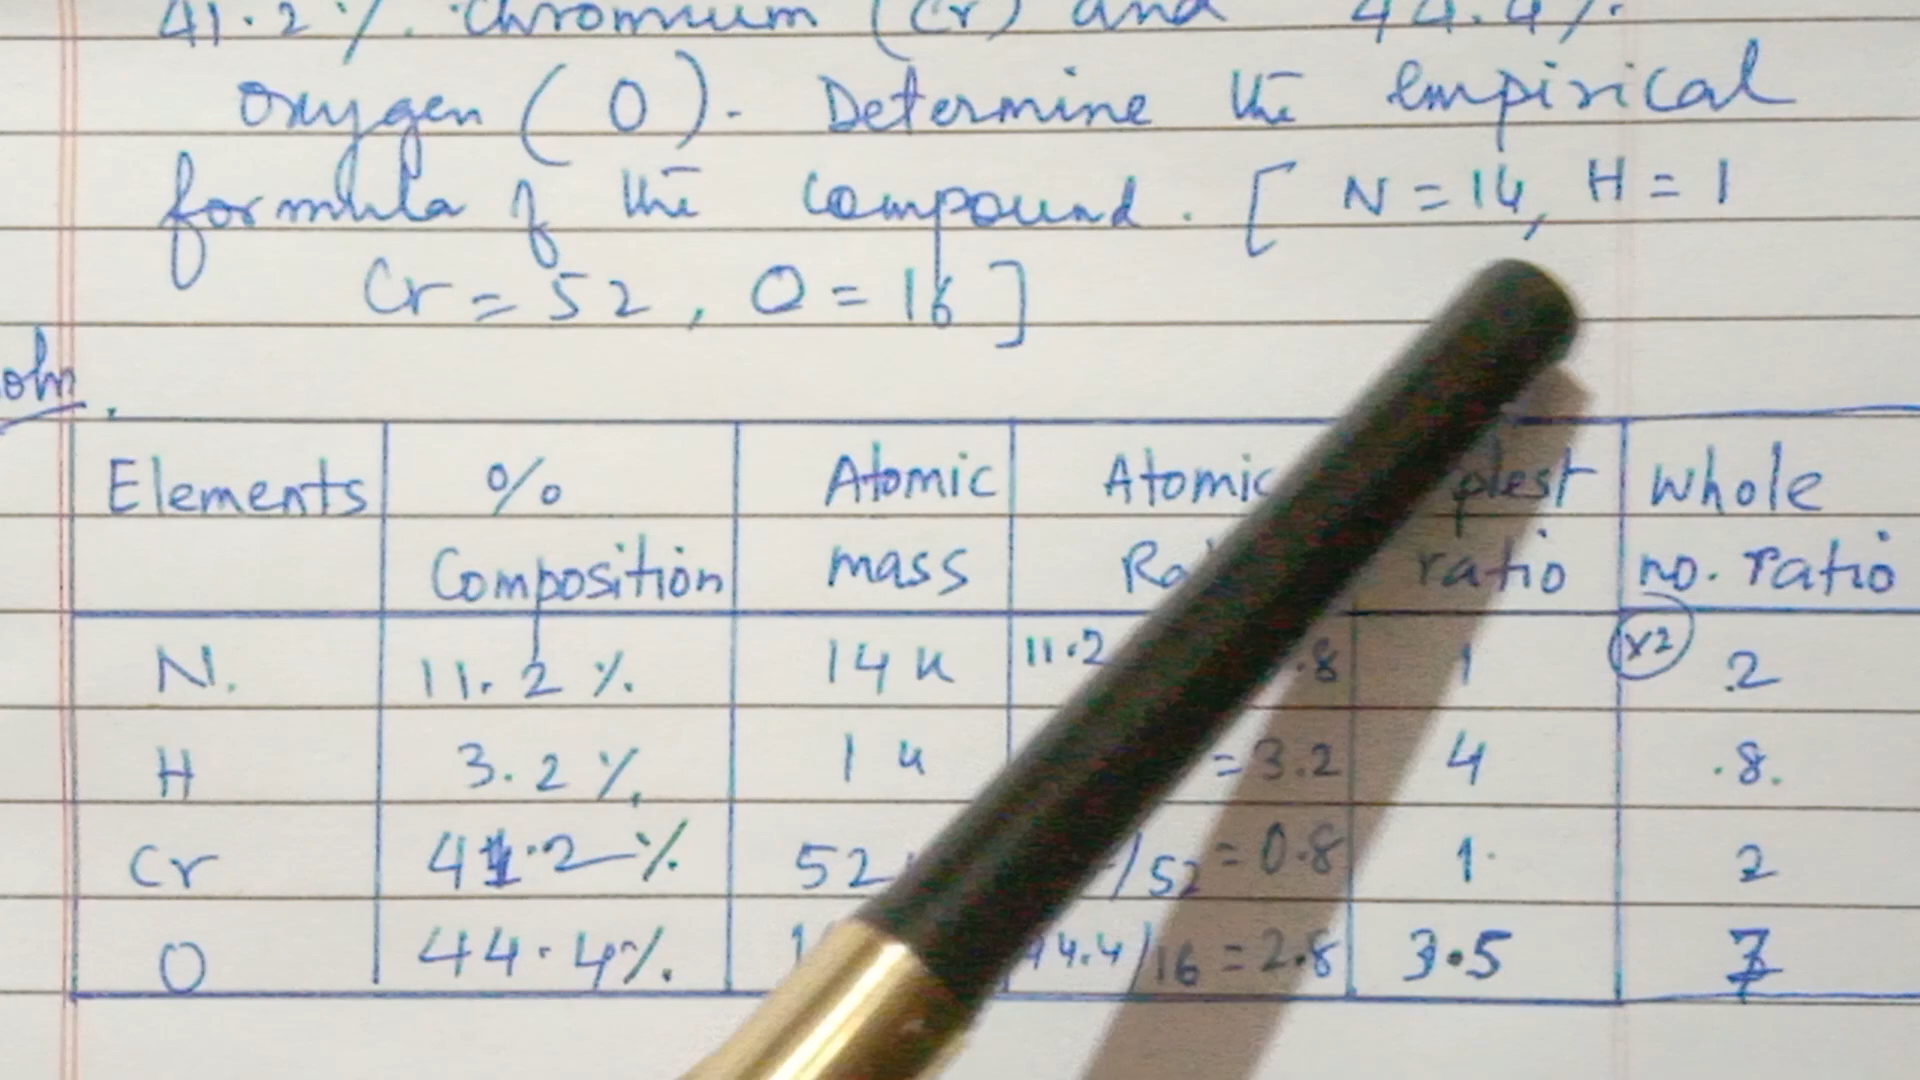 41.2%. Chromium (Cr) and 44.4%.
oxygen (O). Determine the empirical
formula of the compound. [ N = 14, H = 1
Cr = 52, O = 16 ]
soln.
Elements % Composition Atomic mass Atomic ratio Whole no. ratio
N. 11.2 % 14 u 11.2 .8 1 (x2) 2
H 3.2 % 1 u = 3.2 4 8.
Cr 41.2 % 52 /52 = 0.8 1. 2
O 44.4%. 1 44.4/16 = 2.8 3.5 7